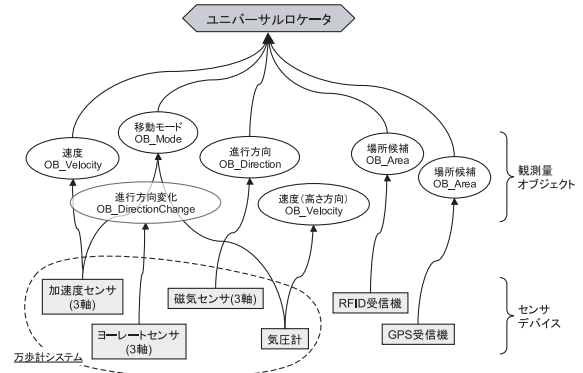 ユニバーサルロケータ
移動モード
OB_Mode
速度
OB_Velocity
進行方向
OB_Direction
場所候補
OB_Area
場所候補
OB_Area
観測量
オブジェクト
進行方向変化
OB_DirectionChange
速度(高さ方向)
OB_Velocity
加速度センサ
(3軸)
磁気センサ(3軸)
RFID受信機
センサ
デバイス
ヨーレートセンサ
(3軸)
気圧計
GPS受信機
万歩計システム